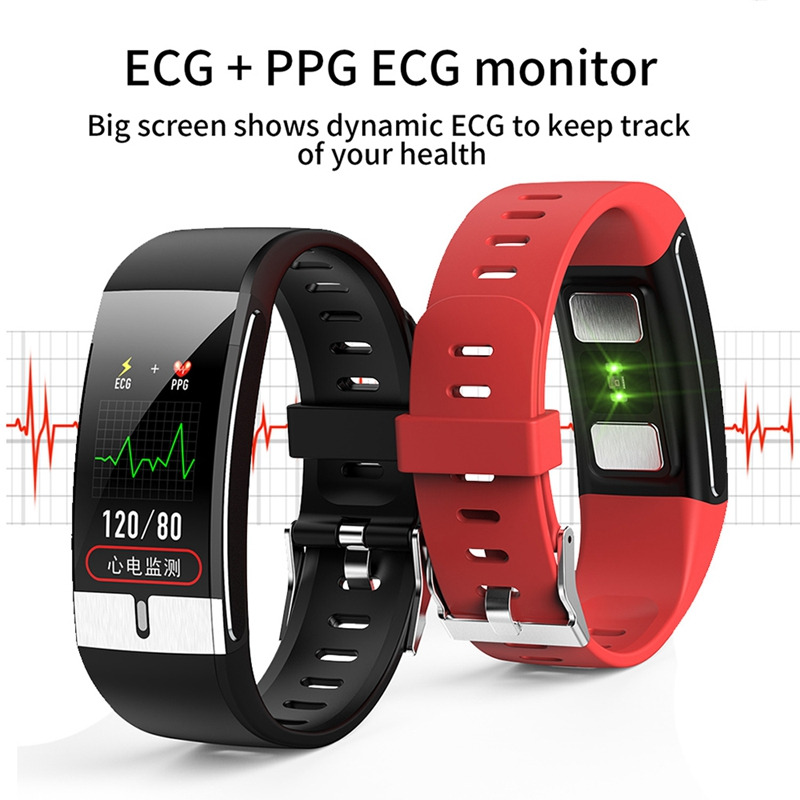 ECG + PPG ECG monitor
Big screen shows dynamic ECG to keep track
of your health
ECG + PPG
120/80
心电监测